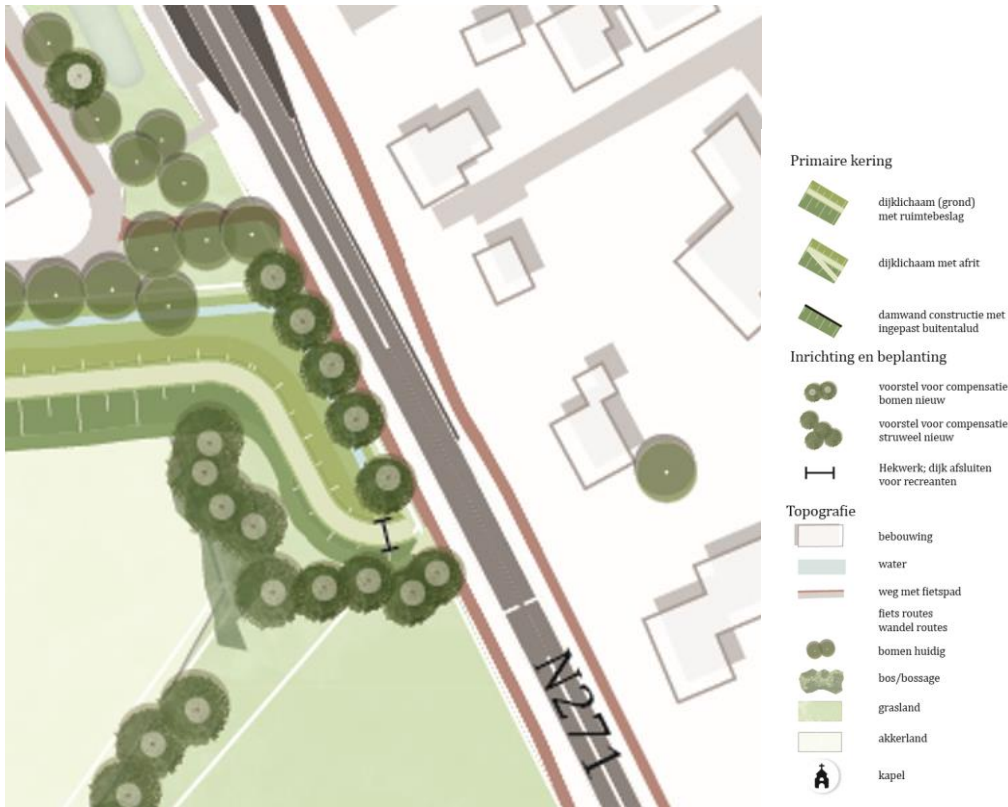 N271
Primaire kering
dijklichaam (grond)
met ruimtebeslag
dijklichaam met afrit
damwand constructie met
ingepast buitentalud
Inrichting en beplanting
voorstel voor compensatie
bomen nieuw
voorstel voor compensatie
struweel nieuw
Hekwerk; dijk afsluiten
voor recreanten
Topografie
bebouwing
water
weg met fietspad
fiets routes
wandel routes
bomen huidig
bos/bossage
grasland
akkerland
kapel